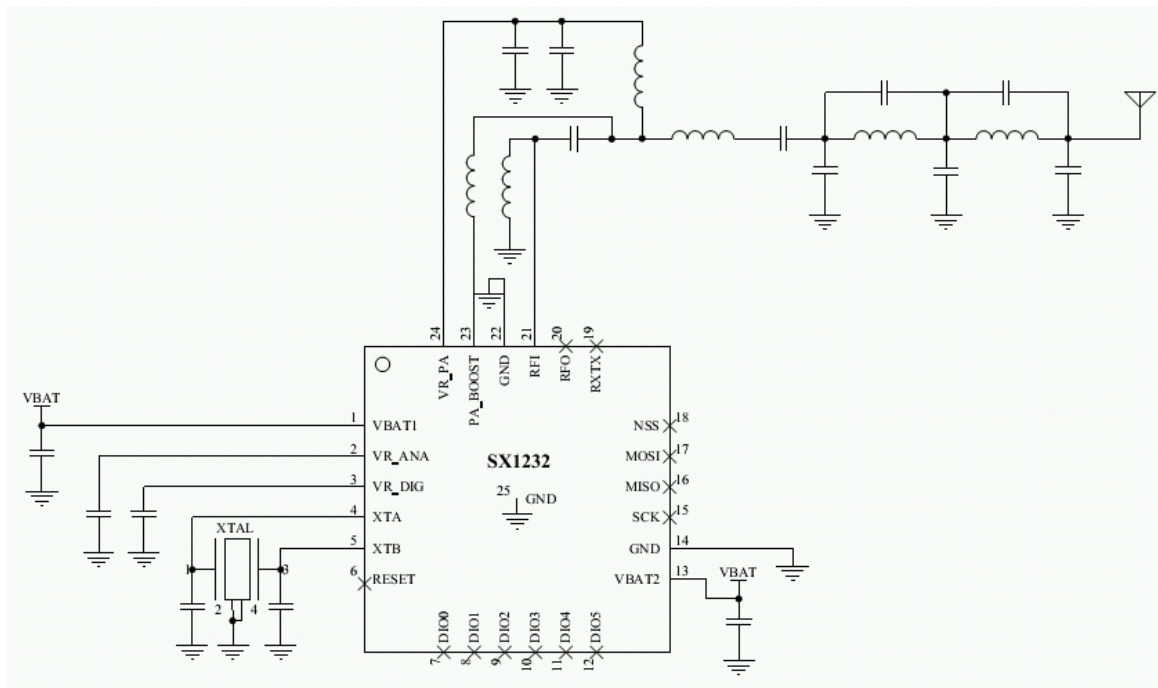 24
23
22
21
20
19
VR_PA
PA_BOOST
GND
RFI
RFO
RXTX
VBAT
1
VBAT1
2
VR_ANA
3
VR_DIG
4
XTA
5
XTB
6
RESET
SX1232
25
GND
NSS
18
MOSI
17
MISO
16
SCK
15
GND
14
VBAT2
13
VBAT
XTAL
1
3
2
4
DIO0
DIO1
DIO2
DIO3
DIO4
DIO5
7
8
9
10
11
12